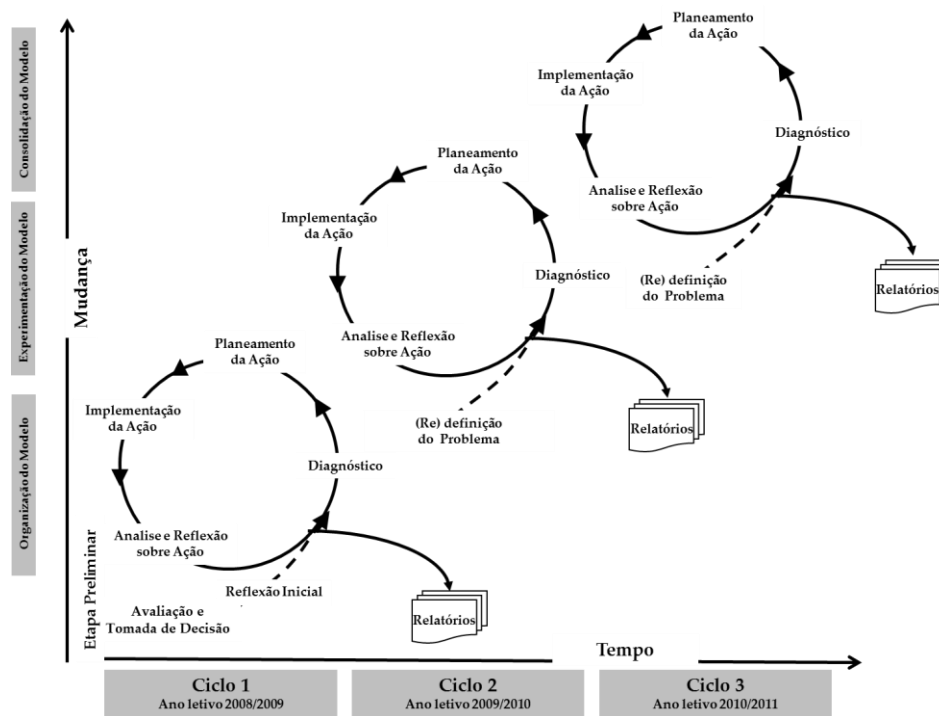 Planeamento
da Ação
Implementação
da Ação
Diagnóstico
Analise e Reflexão
sobre Ação
(Re) definição
do Problema
Relatórios
Planeamento
da Ação
Implementação
da Ação
Diagnóstico
Analise e Reflexão
sobre Ação
(Re) definição
do Problema
Relatórios
Planeamento
da Ação
Implementação
da Ação
Diagnóstico
Analise e Reflexão
sobre Ação
Reflexão Inicial
Avaliação e
Tomada de Decisão
Relatórios
Consolidação do Modelo
Experimentação do Modelo
Organização do Modelo
Mudança
Etapa Preliminar
Tempo
Ciclo 1
Ano letivo 2008/2009
Ciclo 2
Ano letivo 2009/2010
Ciclo 3
Ano letivo 2010/2011